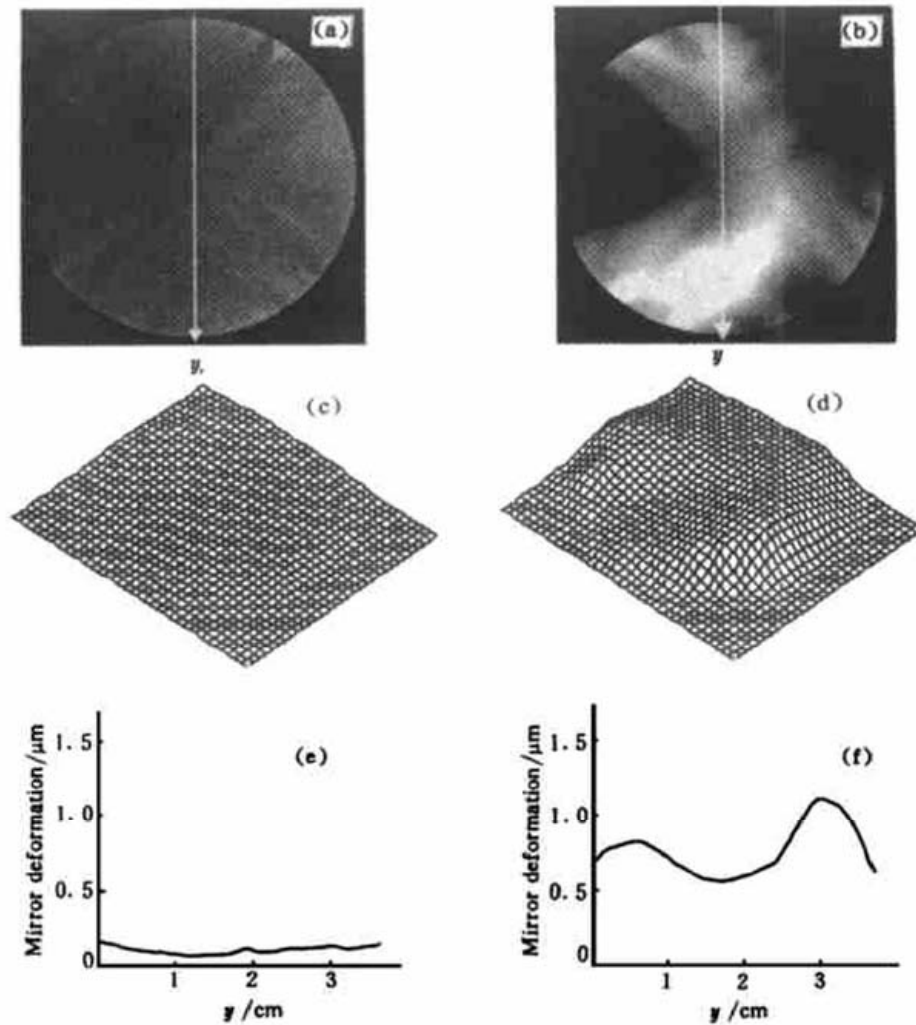 (a)
(b)
y.
y
(c)
(d)
Mirror deformation/μm
1.5
1.0
0.5
0
(e)
1 2 3
y /cm
Mirror deformation/μm
1.5
1.0
0.5
0
(f)
1 2 3
y /cm